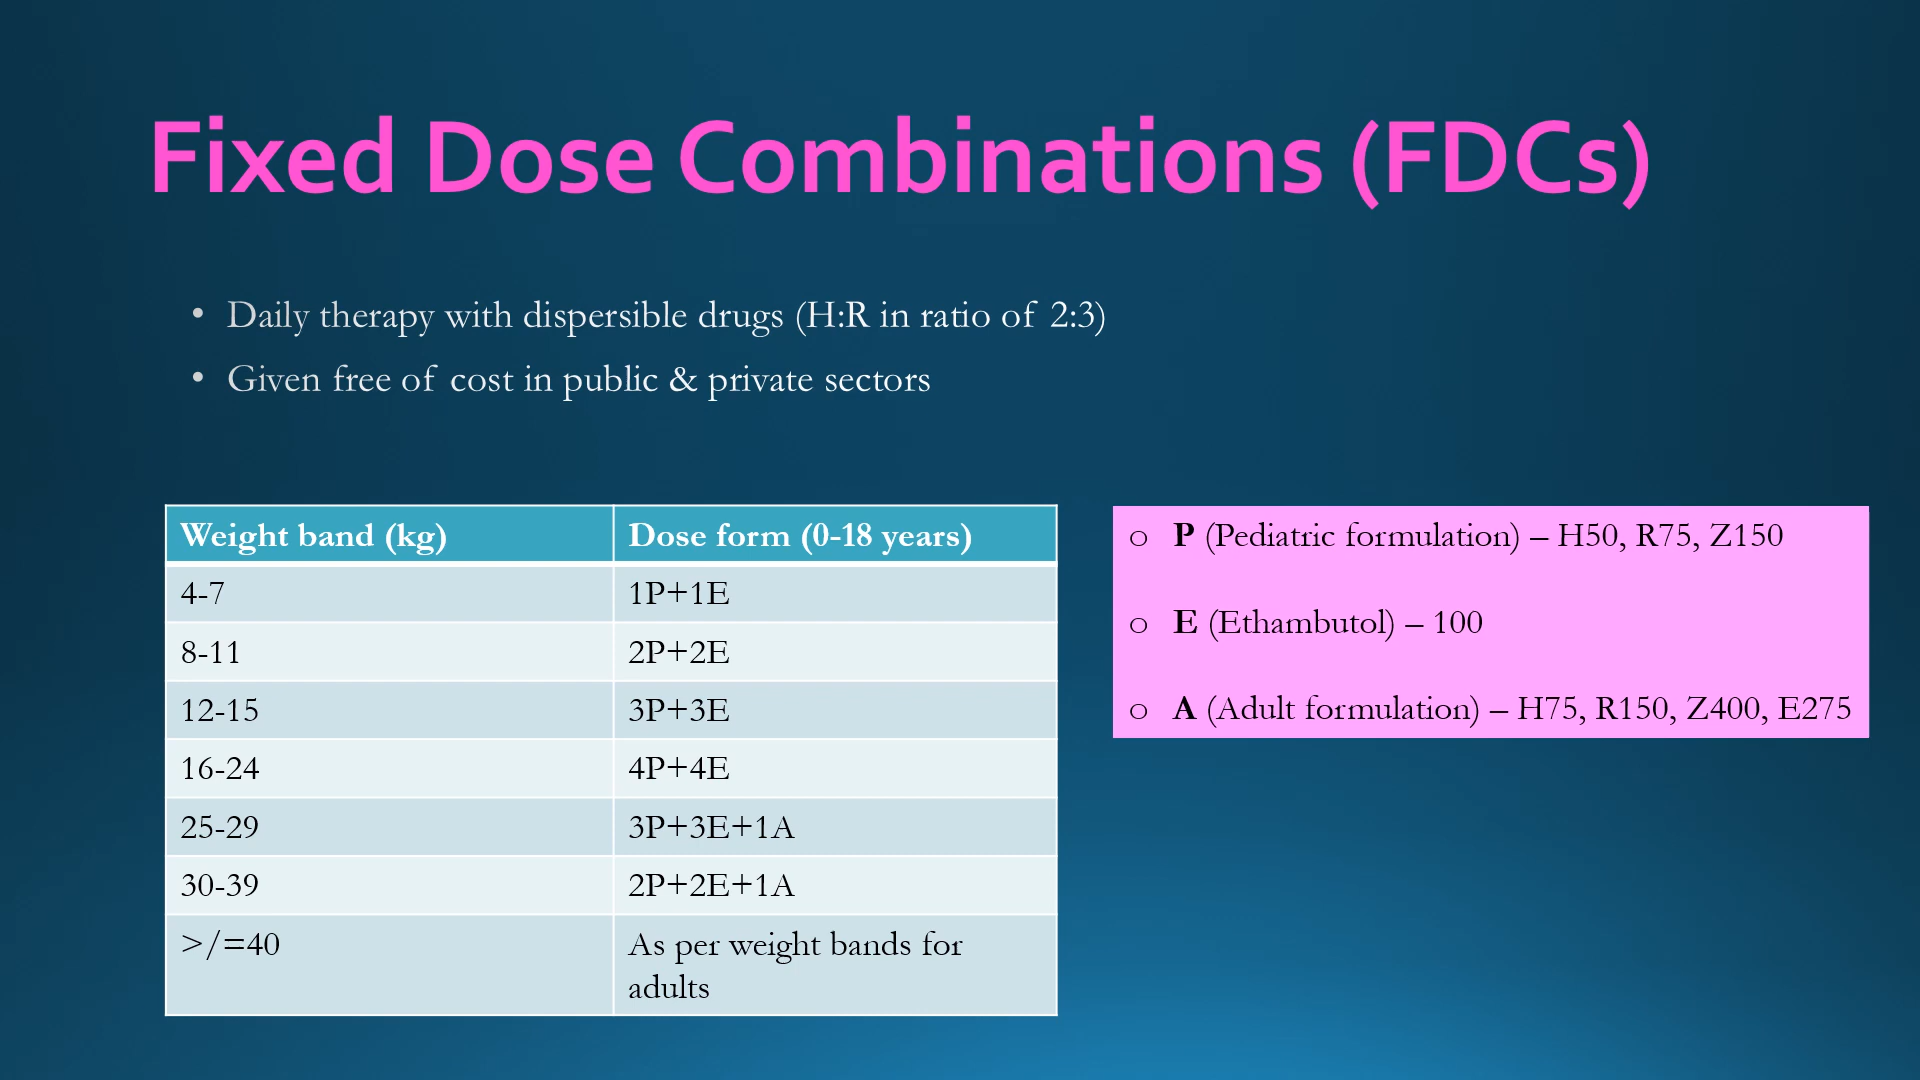 Fixed Dose Combinations (FDCs)
• Daily therapy with dispersible drugs (H:R in ratio of 2:3)
• Given free of cost in public & private sectors
Weight band (kg) Dose form (0-18 years)
4-7 1P+1E
8-11 2P+2E
12-15 3P+3E
16-24 4P+4E
25-29 3P+3E+1A
30-39 2P+2E+1A
>/=40 As per weight bands for
adults
o P (Pediatric formulation) – H50, R75, Z150
o E (Ethambutol) – 100
o A (Adult formulation) – H75, R150, Z400, E275